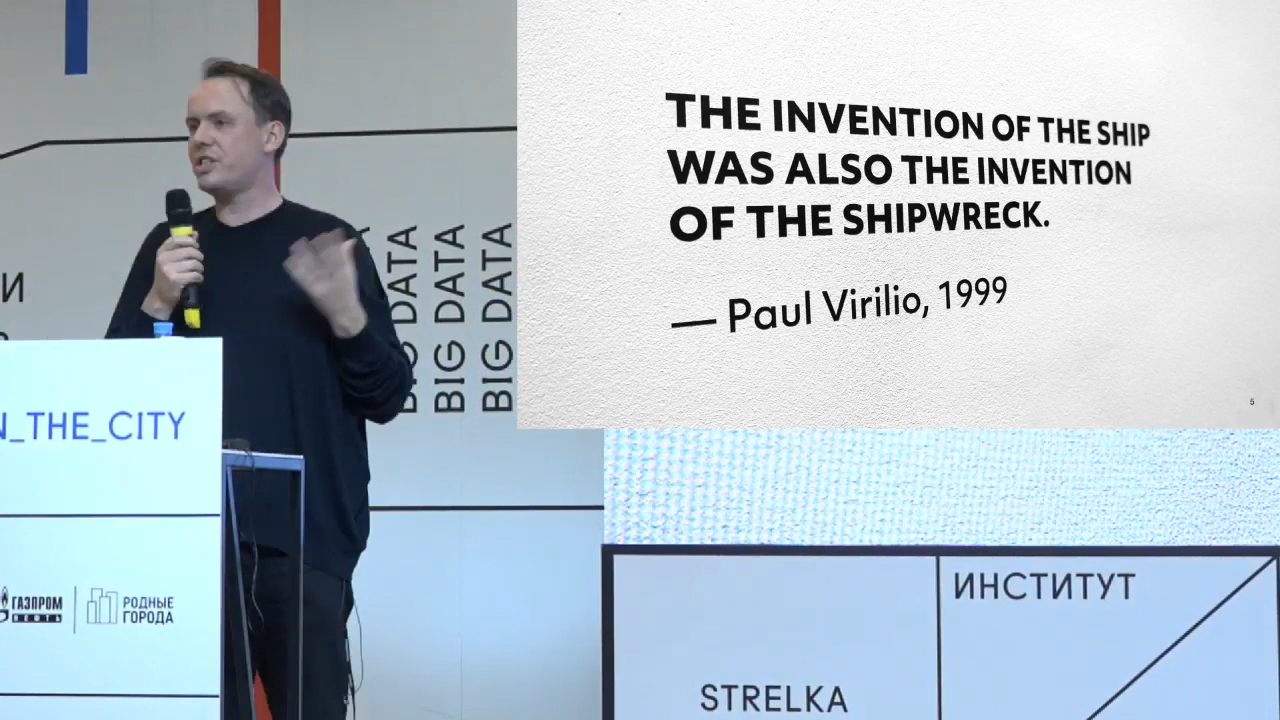 THE INVENTION OF THE SHIP
WAS ALSO THE INVENTION
OF THE SHIPWRECK.
— Paul Virilio, 1999
5
BIG DATA
BIG DATA
BIG DATA
И
N_THE_CITY
ГАЗПРОМ
НЕФТЬ
РОДНЫЕ
ГОРОДА
ИНСТИТУТ
STRELKA